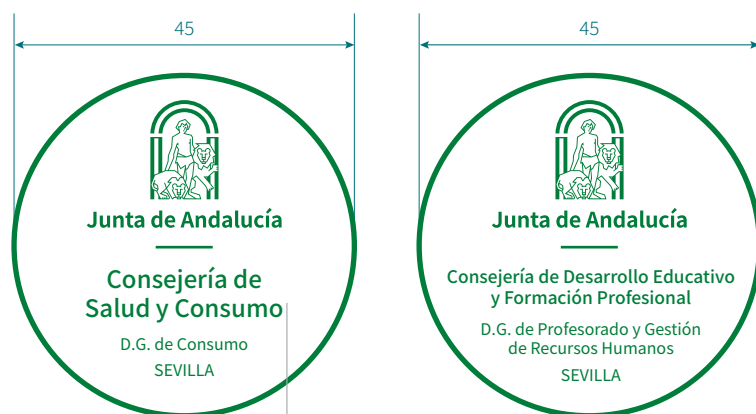 45
Junta de Andalucía
Consejería de
Salud y Consumo
D.G. de Consumo
SEVILLA
45
Junta de Andalucía
Consejería de Desarrollo Educativo
y Formación Profesional
D.G. de Profesorado y Gestión
de Recursos Humanos
SEVILLA